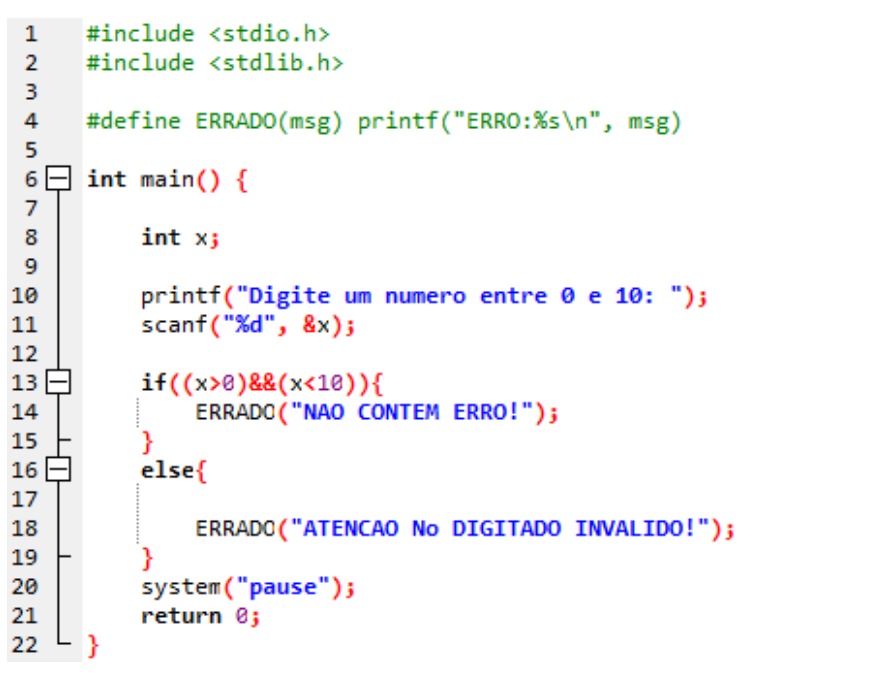 1 #include <stdio.h>
2 #include <stdlib.h>
3
4 #define ERRADO(msg) printf("ERRO:%s\n", msg)
5
6 int main() {
7
8 int x;
9
10 printf("Digite um numero entre 0 e 10: ");
11 scanf("%d", &x);
12
13 if((x>0)&&(x<10)){
14 ERRADO("NAO CONTEM ERRO!");
15 }
16 else{
17
18 ERRADO("ATENCAO No DIGITADO INVALIDO!");
19 }
20 system("pause");
21 return 0;
22 }